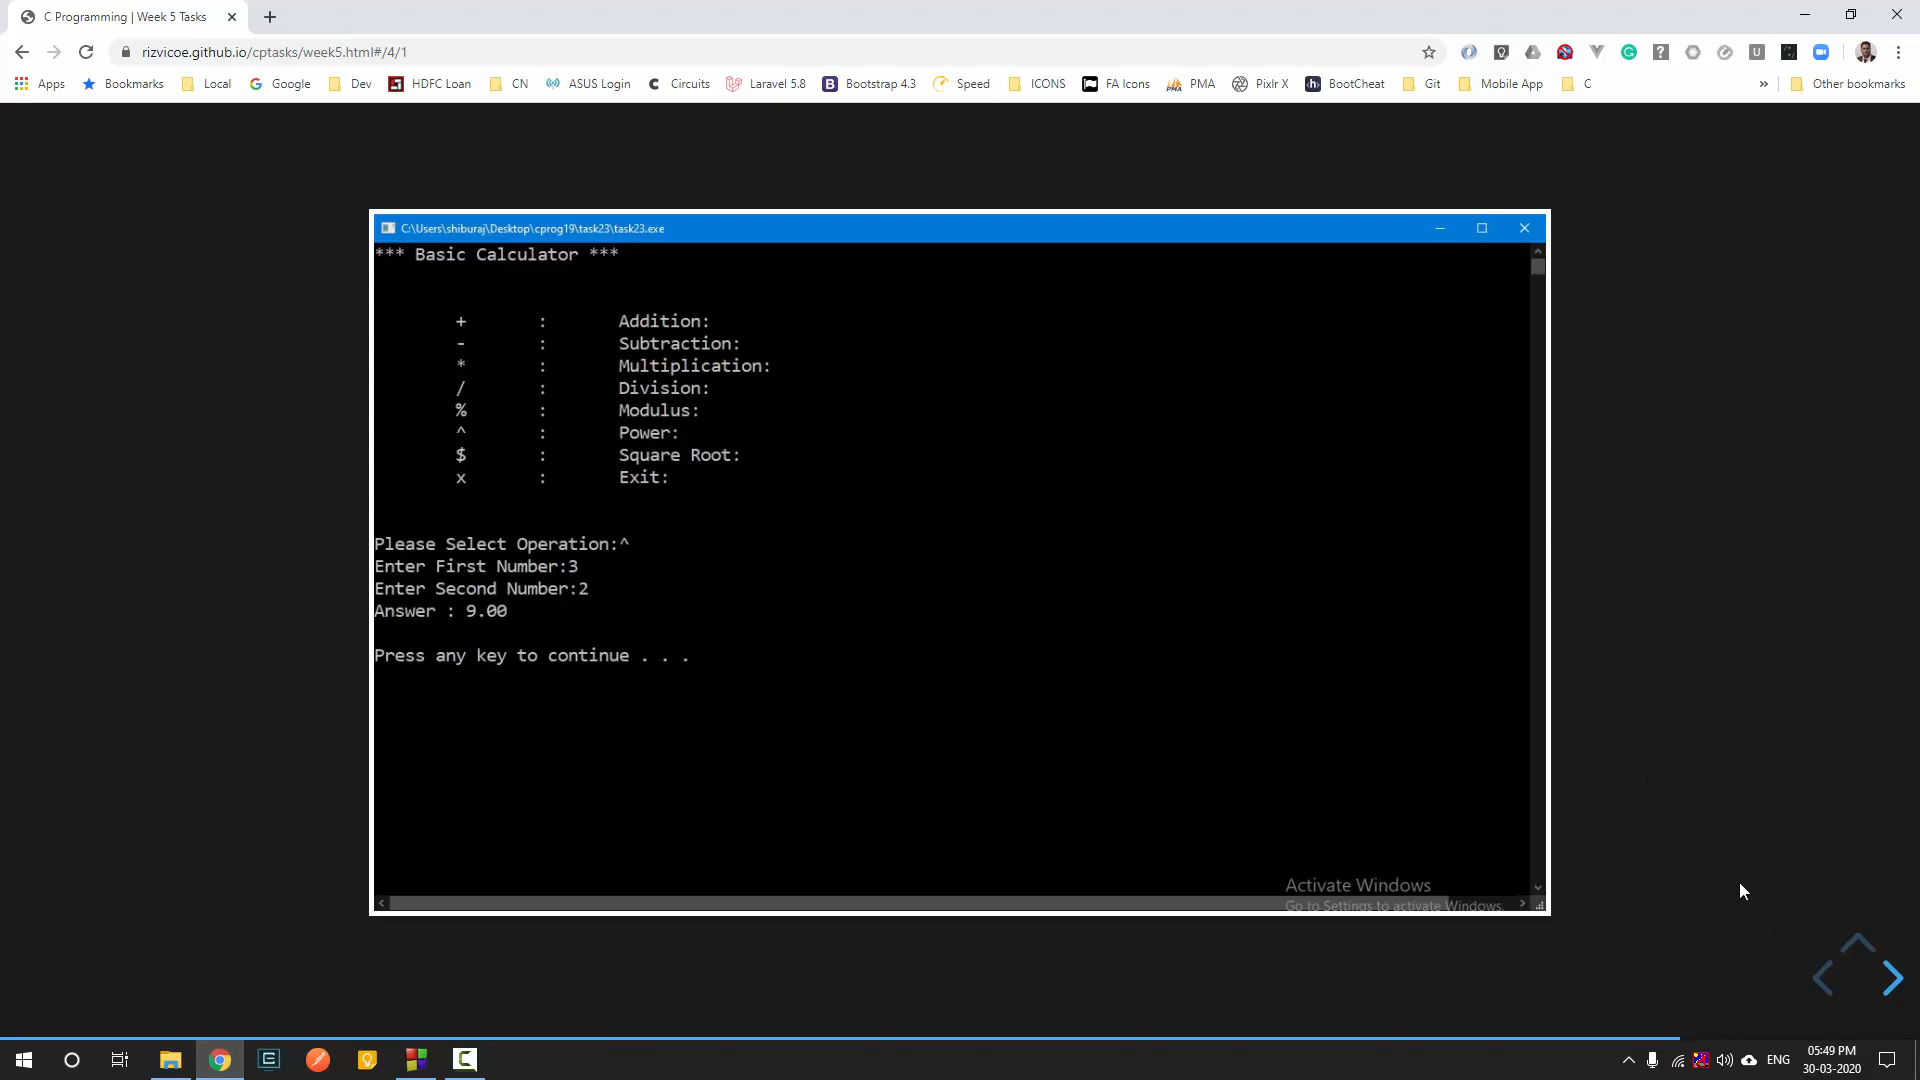 C Programming | Week 5 Tasks
rizvicoe.github.io/cptasks/week5.html#/4/1
Apps Bookmarks Local Google Dev HDFC Loan CN ASUS Login Circuits Laravel 5.8 Bootstrap 4.3 Speed ICONS FA Icons PMA Pixlr X BootCheat Git Mobile App C » Other bookmarks
C:\Users\shiburaj\Desktop\cprog19\task23\task23.exe
*** Basic Calculator ***
+ : Addition:
- : Subtraction:
* : Multiplication:
/ : Division:
% : Modulus:
^ : Power:
$ : Square Root:
x : Exit:
Please Select Operation:^
Enter First Number:3
Enter Second Number:2
Answer : 9.00
Press any key to continue . . .
Activate Windows
Go to Settings to activate Windows.
ENG
05:49 PM
30-03-2020